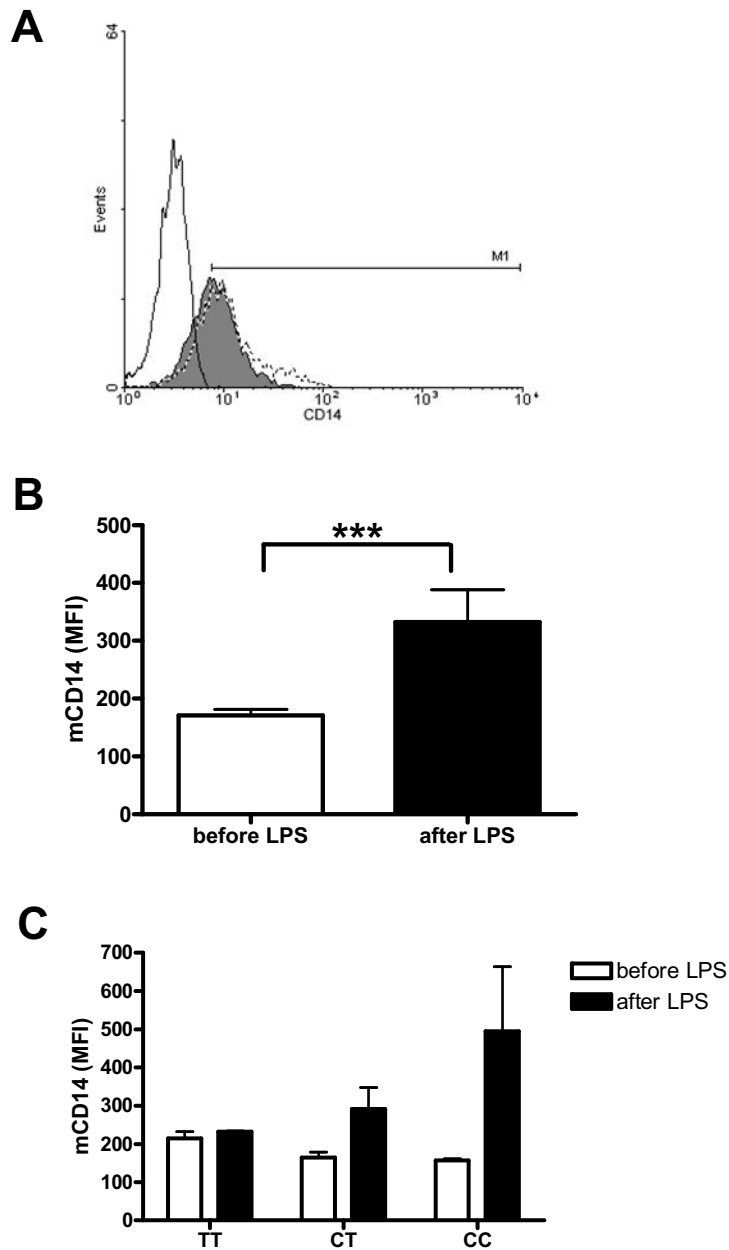 A
64
Events
0
M1
10⁰ 10¹ 10² 10³ 10⁴
CD14
B
500
400
300
200
100
0
mCD14 (MFI)
***
before LPS after LPS
C
700
600
500
400
300
200
100
0
mCD14 (MFI)
before LPS
after LPS
TT CT CC